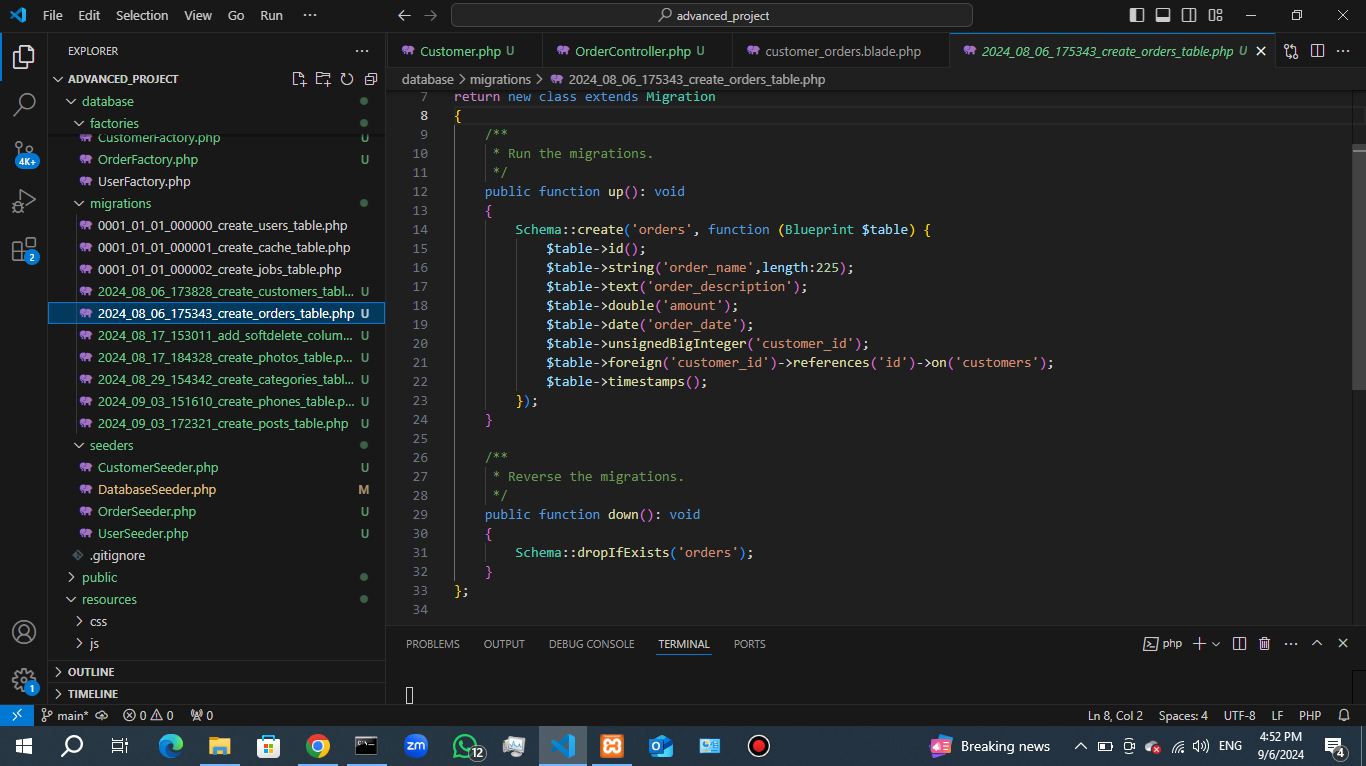 File Edit Selection View Go Run ··· advanced_project
EXPLORER ···
ADVANCED_PROJECT
database
factories
CustomerFactory.php U
OrderFactory.php U
UserFactory.php
migrations
0001_01_01_000000_create_users_table.php
0001_01_01_000001_create_cache_table.php
0001_01_01_000002_create_jobs_table.php
2024_08_06_173828_create_customers_tabl... U
2024_08_06_175343_create_orders_table.php U
2024_08_17_153011_add_softdelete_colum... U
2024_08_17_184328_create_photos_table.p... U
2024_08_29_154342_create_categories_tabl... U
2024_09_03_151610_create_phones_table.p... U
2024_09_03_172321_create_posts_table.php U
seeders
CustomerSeeder.php U
DatabaseSeeder.php M
OrderSeeder.php U
UserSeeder.php U
.gitignore
public
resources
css
js
OUTLINE
TIMELINE
4K+
2
1
Customer.php U OrderController.php U customer_orders.blade.php 2024_08_06_175343_create_orders_table.php U
database > migrations > 2024_08_06_175343_create_orders_table.php
7 return new class extends Migration
8 {
9 /**
10 * Run the migrations.
11 */
12 public function up(): void
13 {
14 Schema::create('orders', function (Blueprint $table) {
15 $table->id();
16 $table->string('order_name',length:225);
17 $table->text('order_description');
18 $table->double('amount');
19 $table->date('order_date');
20 $table->unsignedBigInteger('customer_id');
21 $table->foreign('customer_id')->references('id')->on('customers');
22 $table->timestamps();
23 });
24 }
25
26 /**
27 * Reverse the migrations.
28 */
29 public function down(): void
30 {
31 Schema::dropIfExists('orders');
32 }
33 };
34
PROBLEMS OUTPUT DEBUG CONSOLE TERMINAL PORTS php
main* 0 0 0 Ln 8, Col 2 Spaces: 4 UTF-8 LF PHP
zm 12 Breaking news ENG 4:52 PM
9/6/2024 4